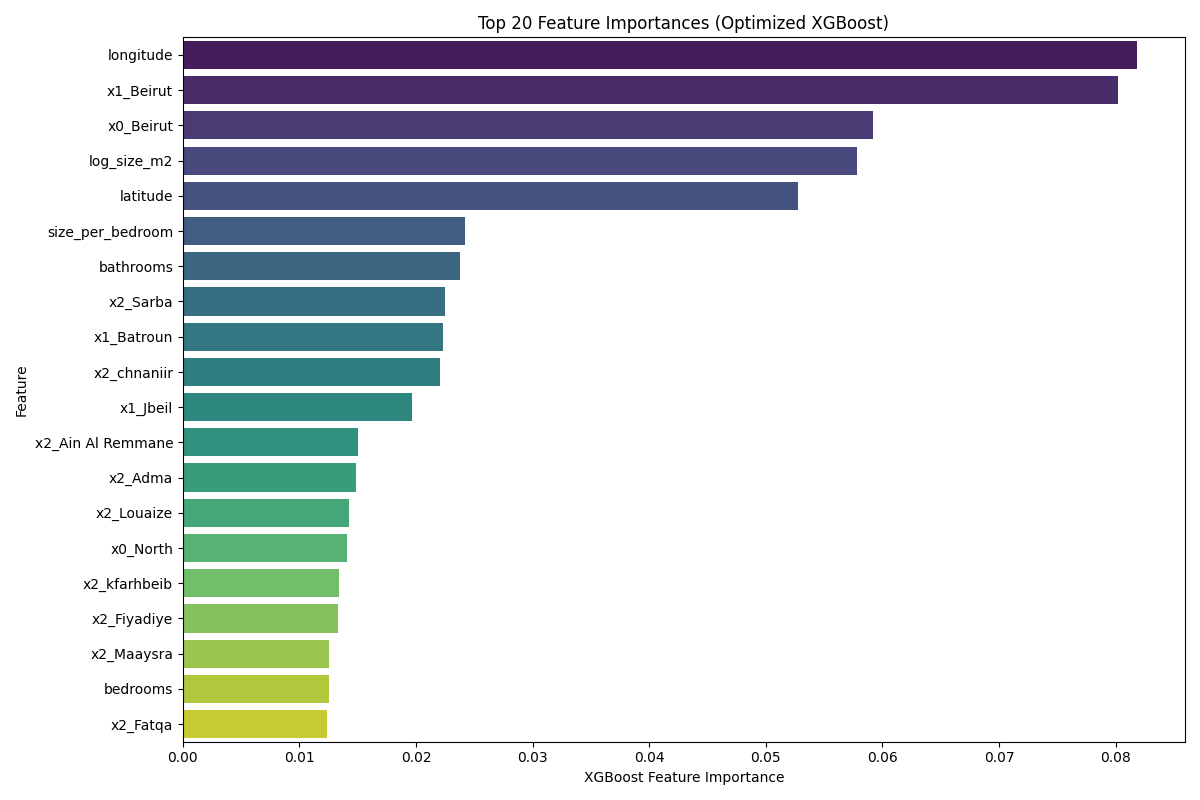 Top 20 Feature Importances (Optimized XGBoost)
longitude
x1_Beirut
x0_Beirut
log_size_m2
latitude
size_per_bedroom
bathrooms
x2_Sarba
x1_Batroun
x2_chnaniir
x1_Jbeil
x2_Ain Al Remmane
x2_Adma
x2_Louaize
x0_North
x2_kfarhbeib
x2_Fiyadiye
x2_Maaysra
bedrooms
x2_Fatqa
Feature
0.00 0.01 0.02 0.03 0.04 0.05 0.06 0.07 0.08
XGBoost Feature Importance